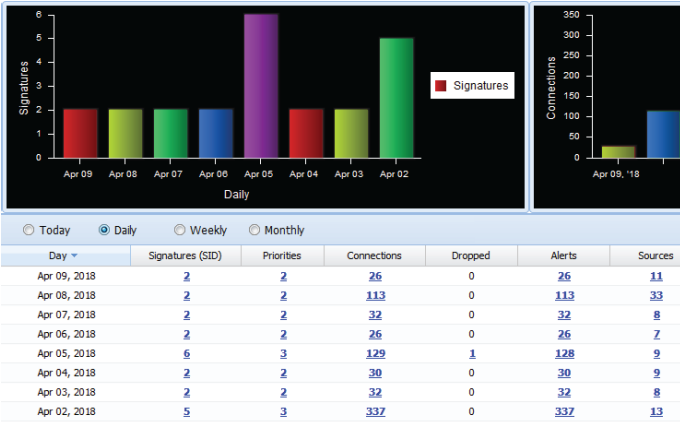 6
5
4
3
2
1
0
Signatures
Apr 09 Apr 08 Apr 07 Apr 06 Apr 05 Apr 04 Apr 03 Apr 02
Daily
Signatures
350
300
250
200
150
100
50
0
Connections
Apr 09, '18
Today Daily Weekly Monthly
Day Signatures (SID) Priorities Connections Dropped Alerts Sources
Apr 09, 2018 2 2 26 0 26 11
Apr 08, 2018 2 2 113 0 113 33
Apr 07, 2018 2 2 32 0 32 8
Apr 06, 2018 2 2 26 0 26 7
Apr 05, 2018 6 3 129 1 128 9
Apr 04, 2018 2 2 30 0 30 9
Apr 03, 2018 2 2 32 0 32 8
Apr 02, 2018 5 3 337 0 337 13